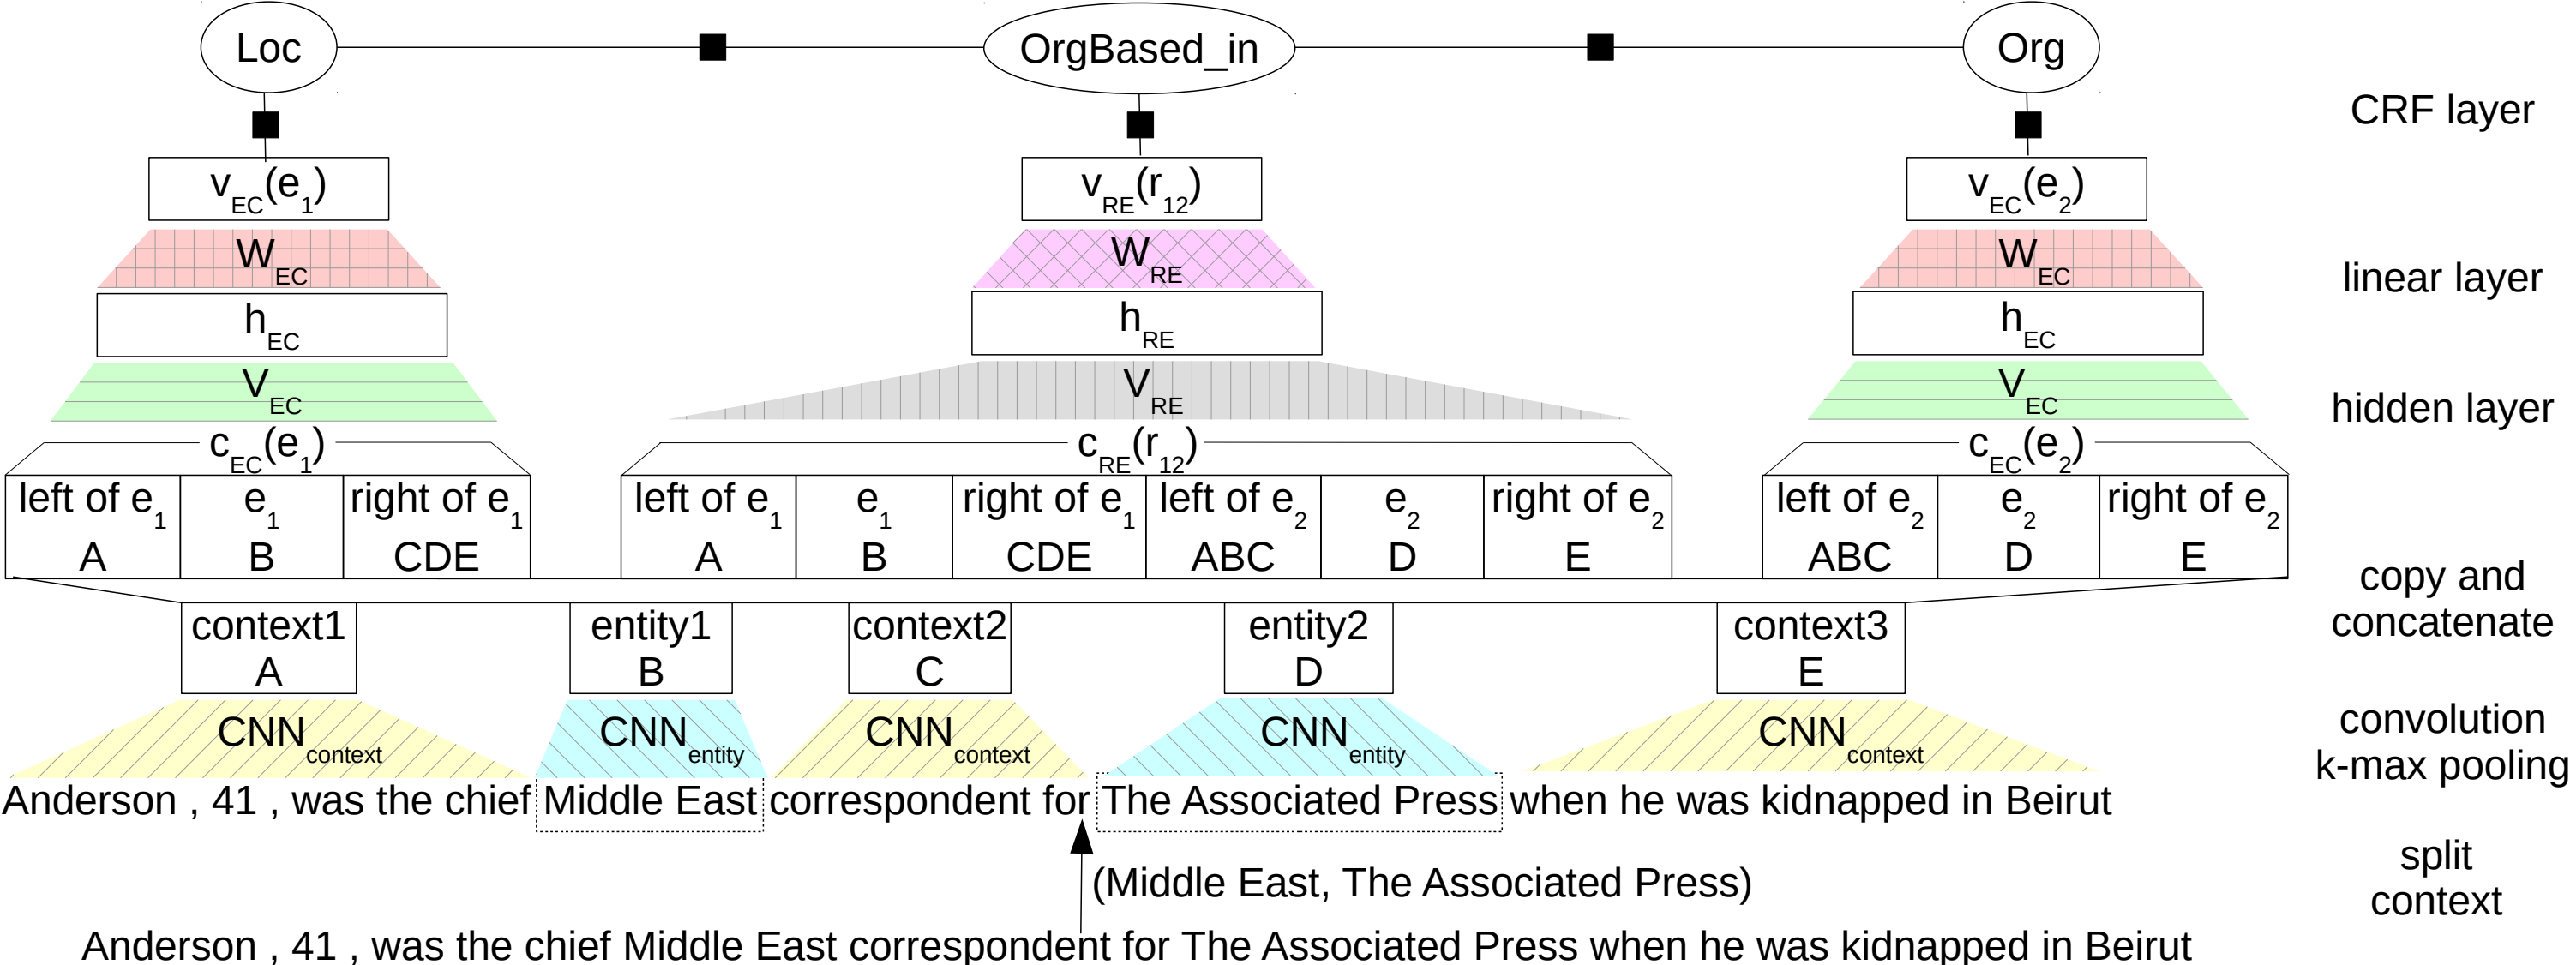 Loc OrgBased_in Org
CRF layer
v_EC(e_1) v_RE(r_12) v_EC(e_2)
W_EC W_RE W_EC
linear layer
h_EC h_RE h_EC
V_EC V_RE V_EC
hidden layer
c_EC(e_1) c_RE(r_12) c_EC(e_2)
left of e_1 e_1 right of e_1 left of e_1 e_1 right of e_1 left of e_2 e_2 right of e_2 left of e_2 e_2 right of e_2
A B CDE A B CDE ABC D E ABC D E
copy and
concatenate
context1 entity1 context2 entity2 context3
A B C D E
CNN_context CNN_entity CNN_context CNN_entity CNN_context
convolution
k-max pooling
Anderson , 41 , was the chief Middle East correspondent for The Associated Press when he was kidnapped in Beirut
split
context
(Middle East, The Associated Press)
Anderson , 41 , was the chief Middle East correspondent for The Associated Press when he was kidnapped in Beirut